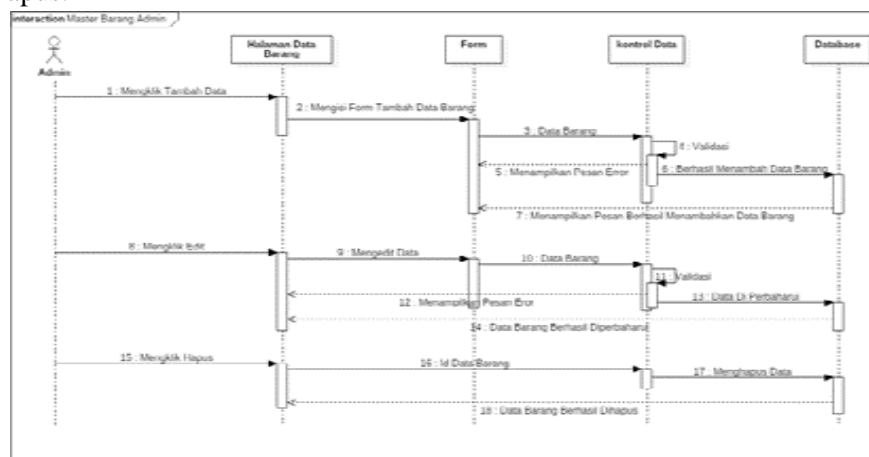 interaction Master Barang Admin
Admin
Halaman Data
Barang
Form
kontrol Data
Database
1 : Mengklik Tambah Data
2 : Mengisi Form Tambah Data Barang
3 : Data Barang
4 : Validasi
5 : Menampilkan Pesan Error
6 : Berhasil Menambah Data Barang
7 : Menampilkan Pesan Berhasil Menambahkan Data Barang
8 : Mengklik Edit
9 : Mengedit Data
10 : Data Barang
11 : Validasi
12 : Menampilkan Pesan Eror
13 : Data Di Perbaharui
14 : Data Barang Berhasil Diperbaharui
15 : Mengklik Hapus
16 : Id Data Barang
17 : Menghapus Data
18 : Data Barang Berhasil Dihapus